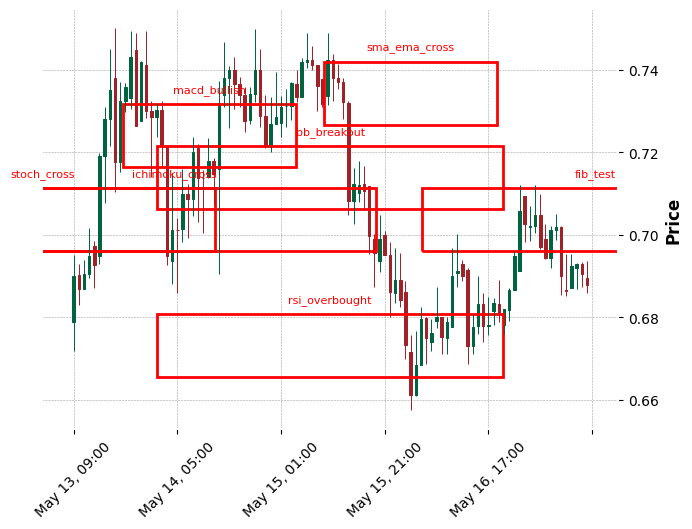 sma_ema_cross
macd_bullish
bb_breakout
stoch_cross
ichimoku_cross
fib_test
rsi_overbought
0.74
0.72
0.70
0.68
0.66
Price
May 13, 09:00
May 14, 05:00
May 15, 01:00
May 15, 21:00
May 16, 17:00